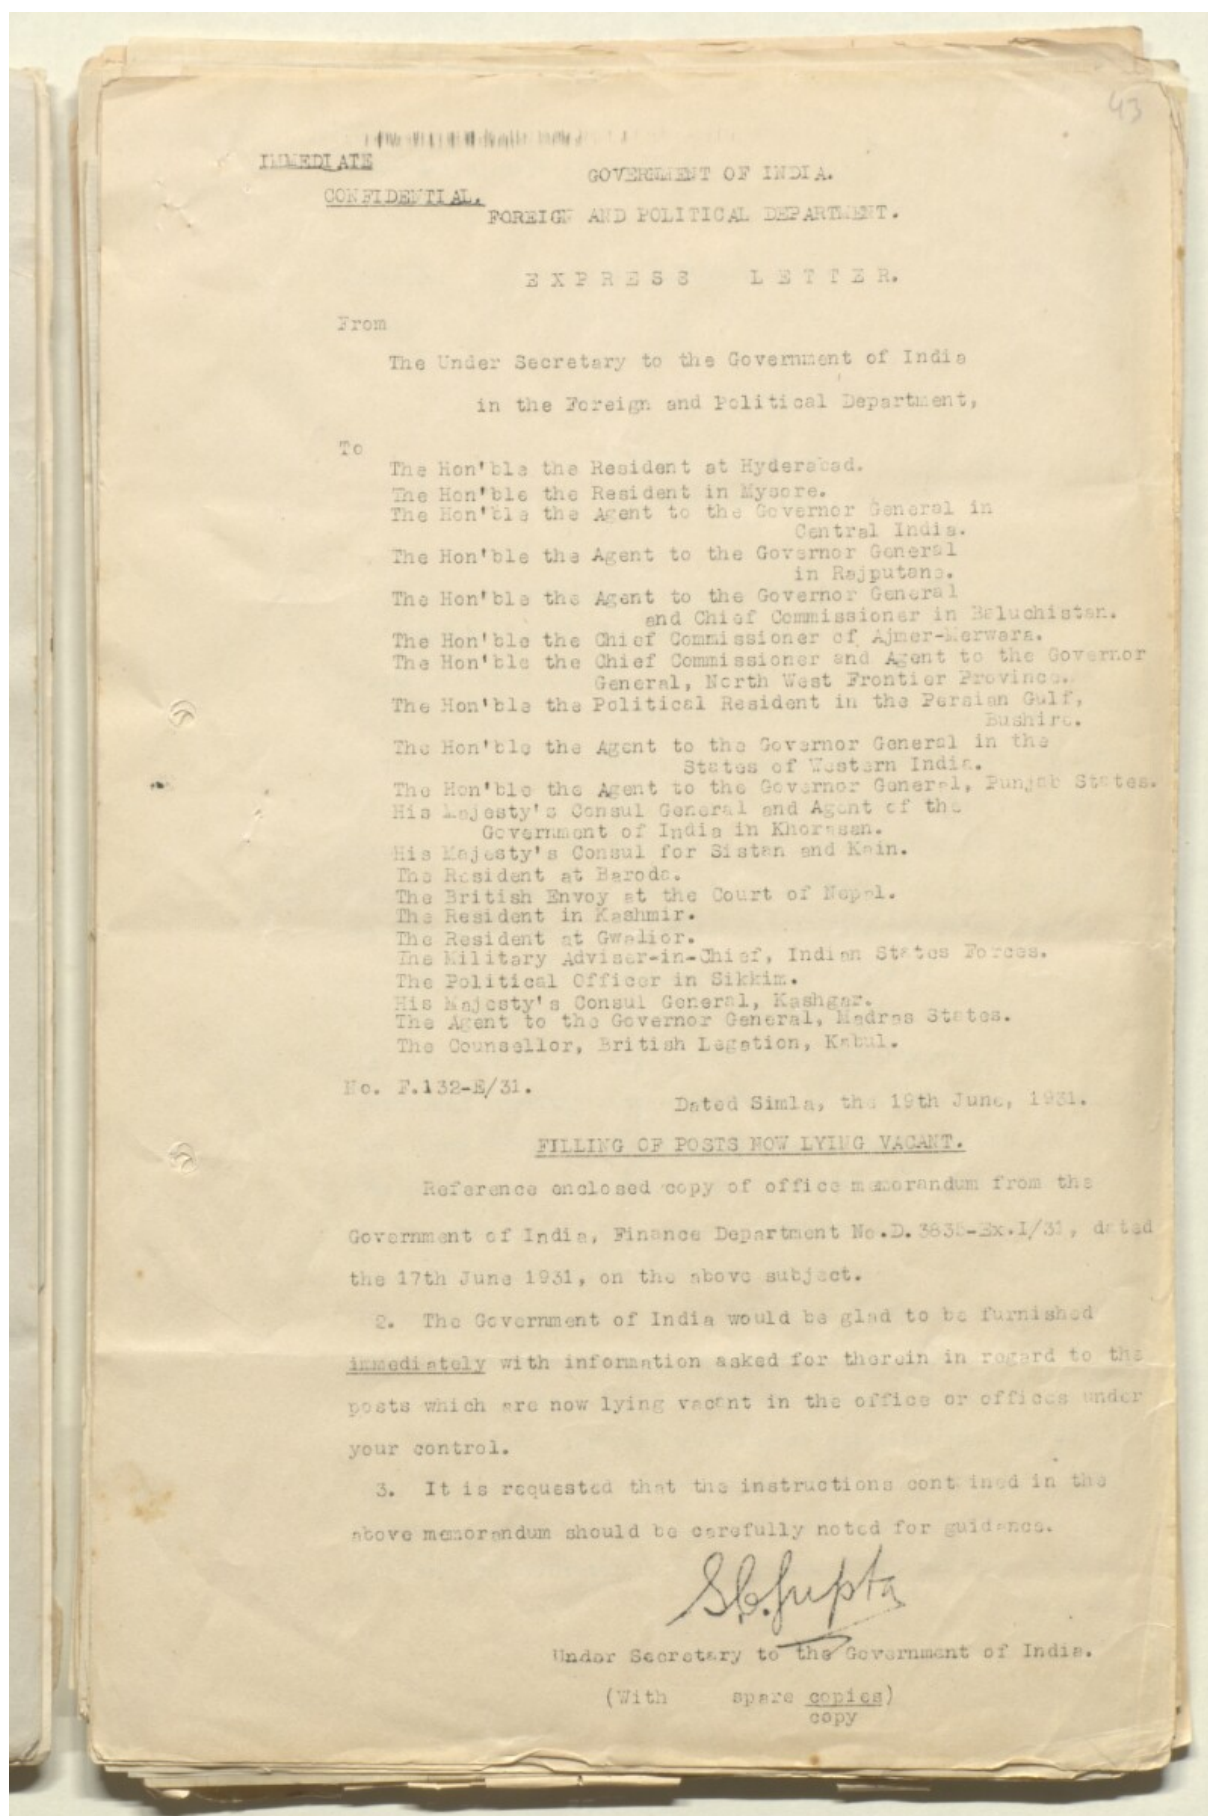 43
IMMEDIATE
GOVERNMENT OF INDIA.
CONFIDENTIAL.
FOREIGN AND POLITICAL DEPARTMENT.
EXPRESS LETTER.
From
The Under Secretary to the Government of India
in the Foreign and Political Department,
To
The Hon'ble the Resident at Hyderabad.
The Hon'ble the Resident in Mysore.
The Hon'ble the Agent to the Governor General in
Central India.
The Hon'ble the Agent to the Governor General
in Rajputana.
The Hon'ble the Agent to the Governor General
and Chief Commissioner in Baluchistan.
The Hon'ble the Chief Commissioner of Ajmer-Merwara.
The Hon'ble the Chief Commissioner and Agent to the Governor
General, North West Frontier Province.
The Hon'ble the Political Resident in the Persian Gulf,
Bushire.
The Hon'ble the Agent to the Governor General in the
States of Western India.
The Hon'ble the Agent to the Governor General, Punjab States.
His Majesty's Consul General and Agent of the
Government of India in Khorasan.
His Majesty's Consul for Sistan and Kain.
The Resident at Baroda.
The British Envoy at the Court of Nepal.
The Resident in Kashmir.
The Resident at Gwalior.
The Military Adviser-in-Chief, Indian States Forces.
The Political Officer in Sikkim.
His Majesty's Consul General, Kashgar.
The Agent to the Governor General, Madras States.
The Counsellor, British Legation, Kabul.
No. F.132-E/31.
Dated Simla, the 19th June, 1931.
FILLING OF POSTS NOW LYING VACANT.
Reference enclosed copy of office memorandum from the
Government of India, Finance Department No.D. -Ex.I/31, dated
the 17th June 1931, on the above subject.
2. The Government of India would be glad to be furnished
immediately with information asked for therein in regard to the
posts which are now lying vacant in the office or offices under
your control.
3. It is requested that the instructions contained in the
above memorandum should be carefully noted for guidance.
S.C. Gupta
Under Secretary to the Government of India.
(With spare copies)
copy